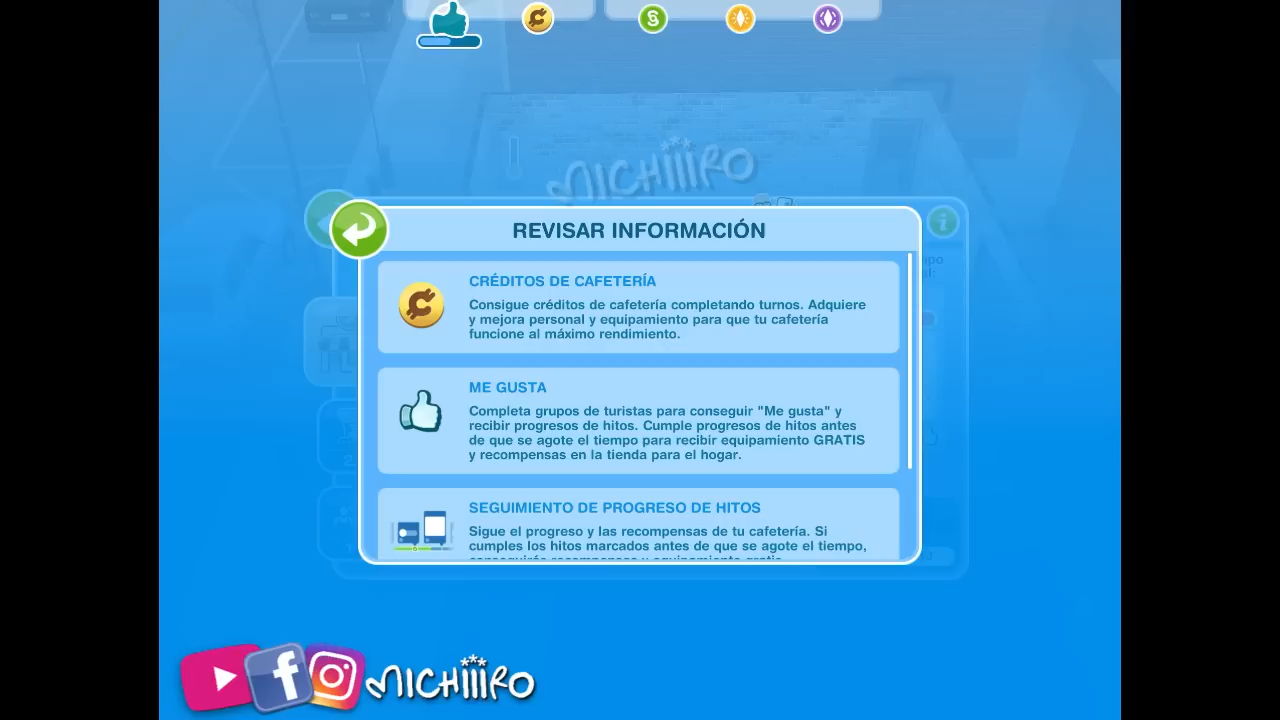 MICHIIIRO
REVISAR INFORMACIÓN
CRÉDITOS DE CAFETERÍA
Consigue créditos de cafetería completando turnos. Adquiere
y mejora personal y equipamiento para que tu cafetería
funcione al máximo rendimiento.
ME GUSTA
Completa grupos de turistas para conseguir "Me gusta" y
recibir progresos de hitos. Cumple progresos de hitos antes
de que se agote el tiempo para recibir equipamiento GRATIS
y recompensas en la tienda para el hogar.
SEGUIMIENTO DE PROGRESO DE HITOS
Sigue el progreso y las recompensas de tu cafetería. Si
cumples los hitos marcados antes de que se agote el tiempo,
MICHIIIRO